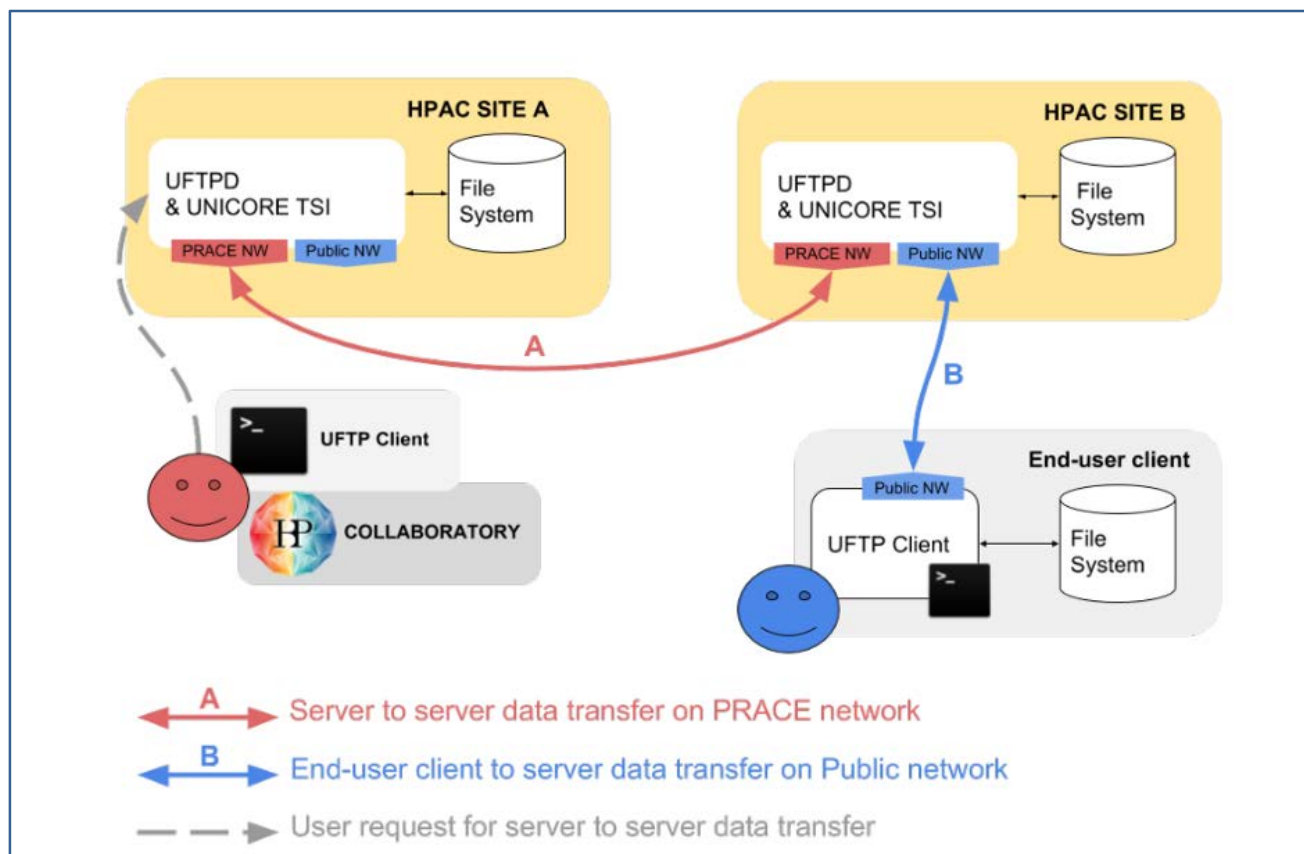 HPAC SITE A
UFTPD
& UNICORE TSI
File
System
PRACE NW
Public NW
HPAC SITE B
UFTPD
& UNICORE TSI
File
System
PRACE NW
Public NW
A
B
>_
UFTP Client
HP
COLLABORATORY
End-user client
Public NW
UFTP Client
>_
File
System
A
Server to server data transfer on PRACE network
B
End-user client to server data transfer on Public network
User request for server to server data transfer